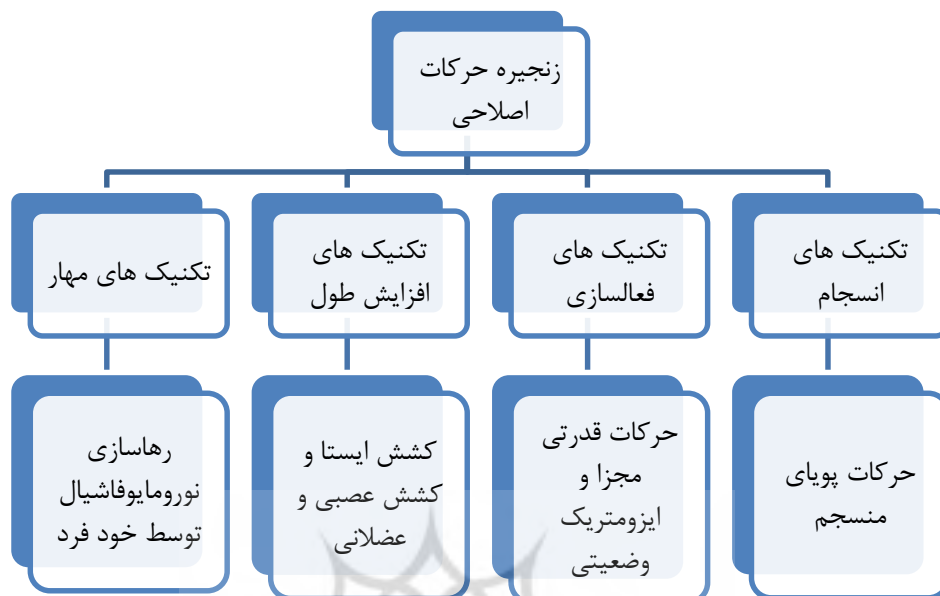 زنجیره حرکات
اصلاحی
تکنیک های
انسجام
تکنیک های
فعالسازی
تکنیک های
افزایش طول
تکنیک های مهار
حرکات پویای
منسجم
حرکات قدرتی
مجزا و
ایزومتریک
وضعیتی
کشش ایستا و
کشش عصبی و
عضلانی
رهاسازی
نورومایوفاشیال
توسط خود فرد